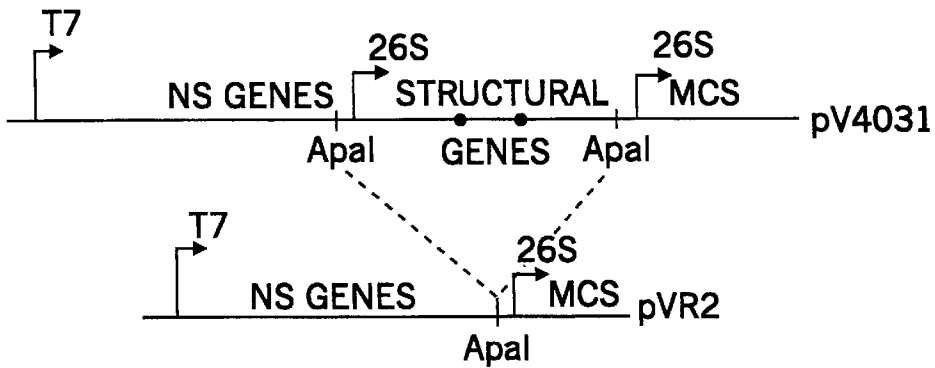 T7
26S
26S
NS GENES
STRUCTURAL
MCS
pV4031
ApaI
GENES
ApaI
T7
26S
NS GENES
MCS
pVR2
ApaI